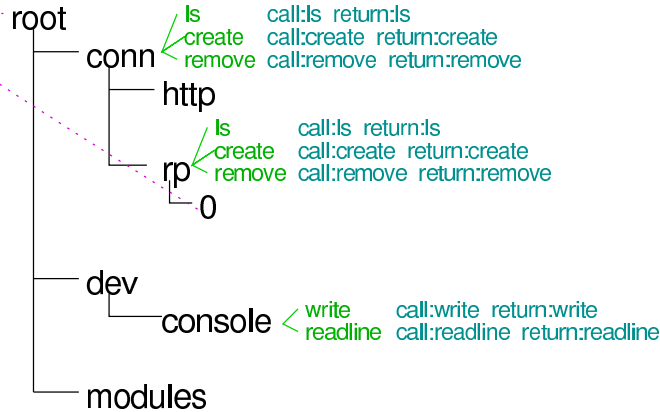 root
ls call:ls return:ls
conn create call:create return:create
remove call:remove return:remove
http
ls call:ls return:ls
rp create call:create return:create
remove call:remove return:remove
0
dev
write call:write return:write
console readline call:readline return:readline
modules